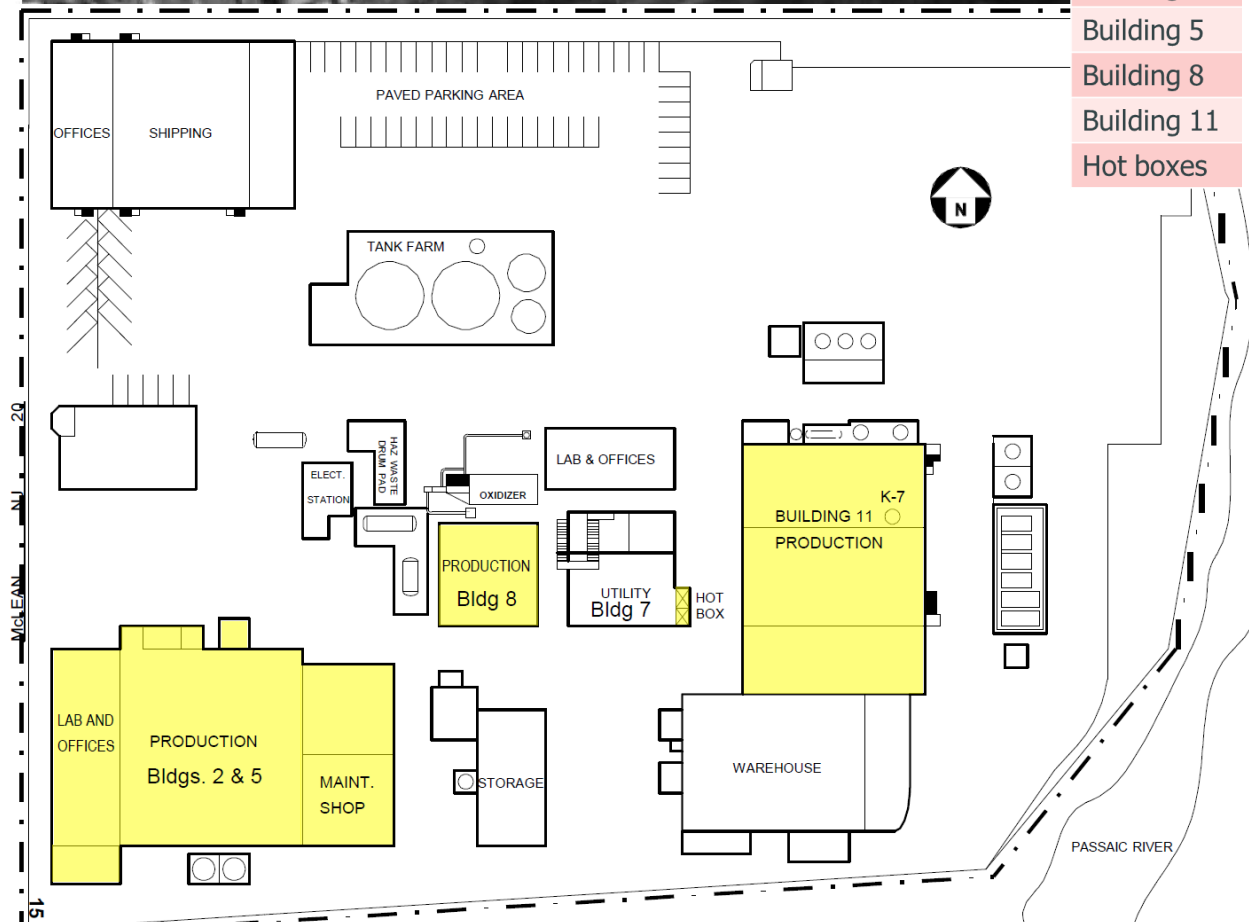 Building 5
Building 8
Building 11
Hot boxes
PAVED PARKING AREA
OFFICES
SHIPPING
N
TANK FARM
20
NJ
McLEAN
HAZ WASTE
DRUM PAD
ELECT.
STATION
OXIDIZER
LAB & OFFICES
K-7
BUILDING 11
PRODUCTION
PRODUCTION
Bldg 8
UTILITY
Bldg 7
HOT
BOX
LAB AND
OFFICES
PRODUCTION
Bldgs. 2 & 5
MAINT.
SHOP
STORAGE
WAREHOUSE
PASSAIC RIVER
15